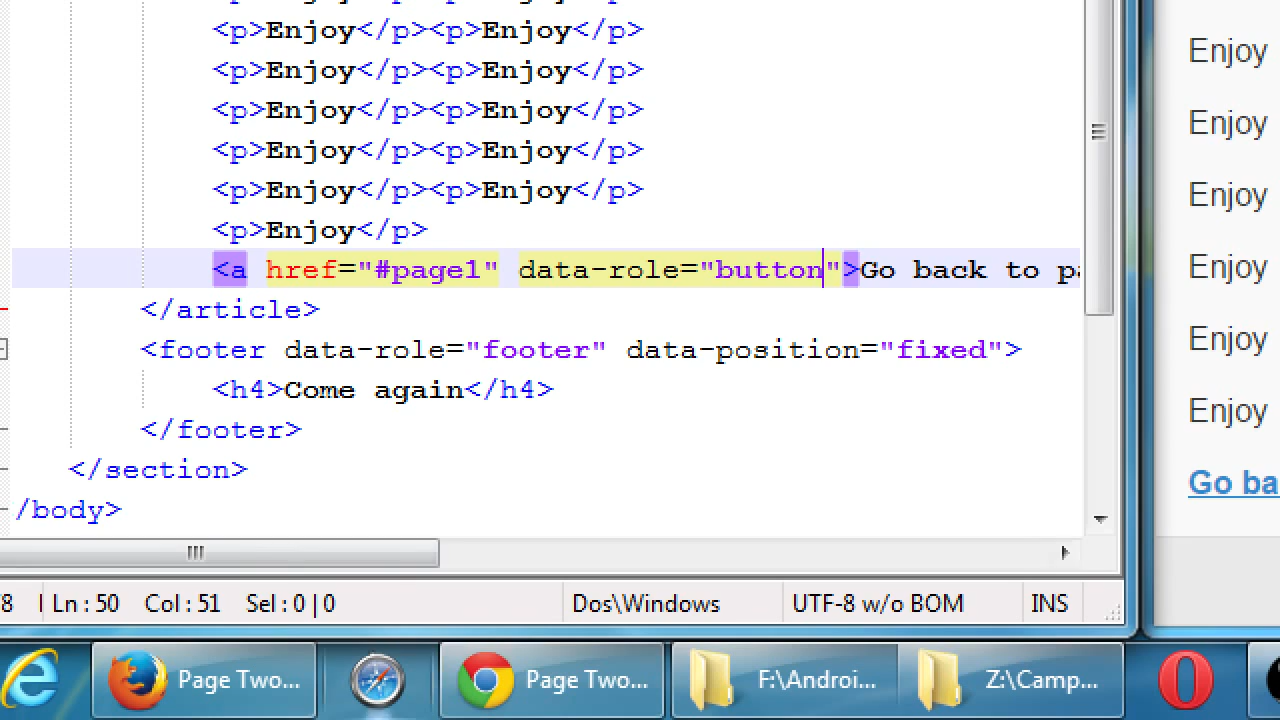 <p>Enjoy</p><p>Enjoy</p>
<p>Enjoy</p><p>Enjoy</p>
<p>Enjoy</p><p>Enjoy</p>
<p>Enjoy</p><p>Enjoy</p>
<p>Enjoy</p><p>Enjoy</p>
<p>Enjoy</p>
<a href="#page1" data-role="button">Go back to pa
</article>
<footer data-role="footer" data-position="fixed">
<h4>Come again</h4>
</footer>
</section>
/body>
Enjoy
Enjoy
Enjoy
Enjoy
Enjoy
Enjoy
Go ba
8 Ln : 50 Col : 51 Sel : 0 | 0 Dos\Windows UTF-8 w/o BOM INS
Page Two... Page Two... F:\Androi... Z:\Camp...